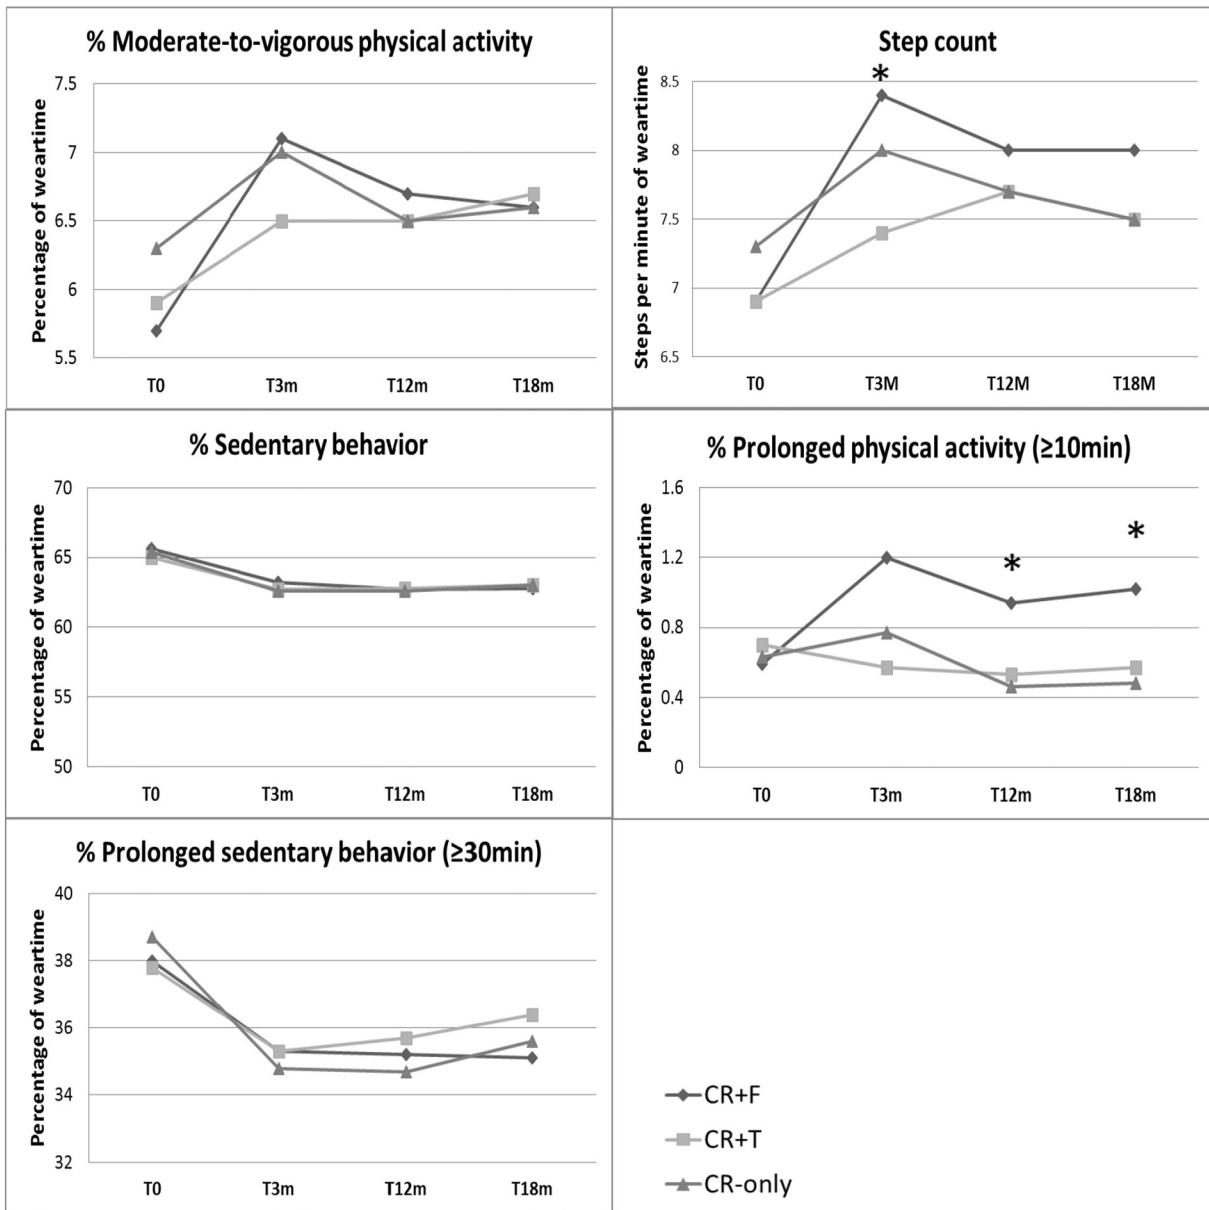 % Moderate-to-vigorous physical activity
Percentage of weartime
7.5
7
6.5
6
5.5
T0 T3m T12m T18m
Step count
*
Steps per minute of weartime
8.5
8
7.5
7
6.5
T0 T3M T12M T18M
% Sedentary behavior
Percentage of weartime
70
65
60
55
50
T0 T3m T12m T18m
% Prolonged physical activity (≥10min)
Percentage of weartime
1.6
1.2
0.8
0.4
0
* *
T0 T3m T12m T18m
% Prolonged sedentary behavior (≥30min)
Percentage of weartime
40
38
36
34
32
T0 T3m T12m T18m
CR+F
CR+T
CR-only